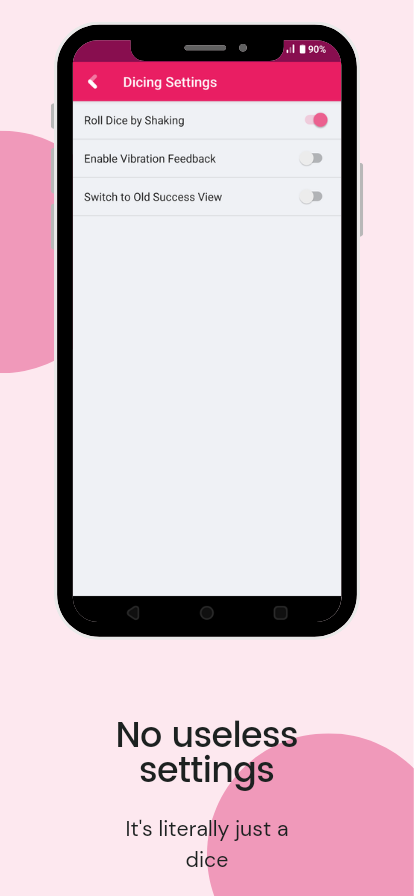 90%
Dicing Settings
Roll Dice by Shaking
Enable Vibration Feedback
Switch to Old Success View
No useless
settings
It's literally just a
dice